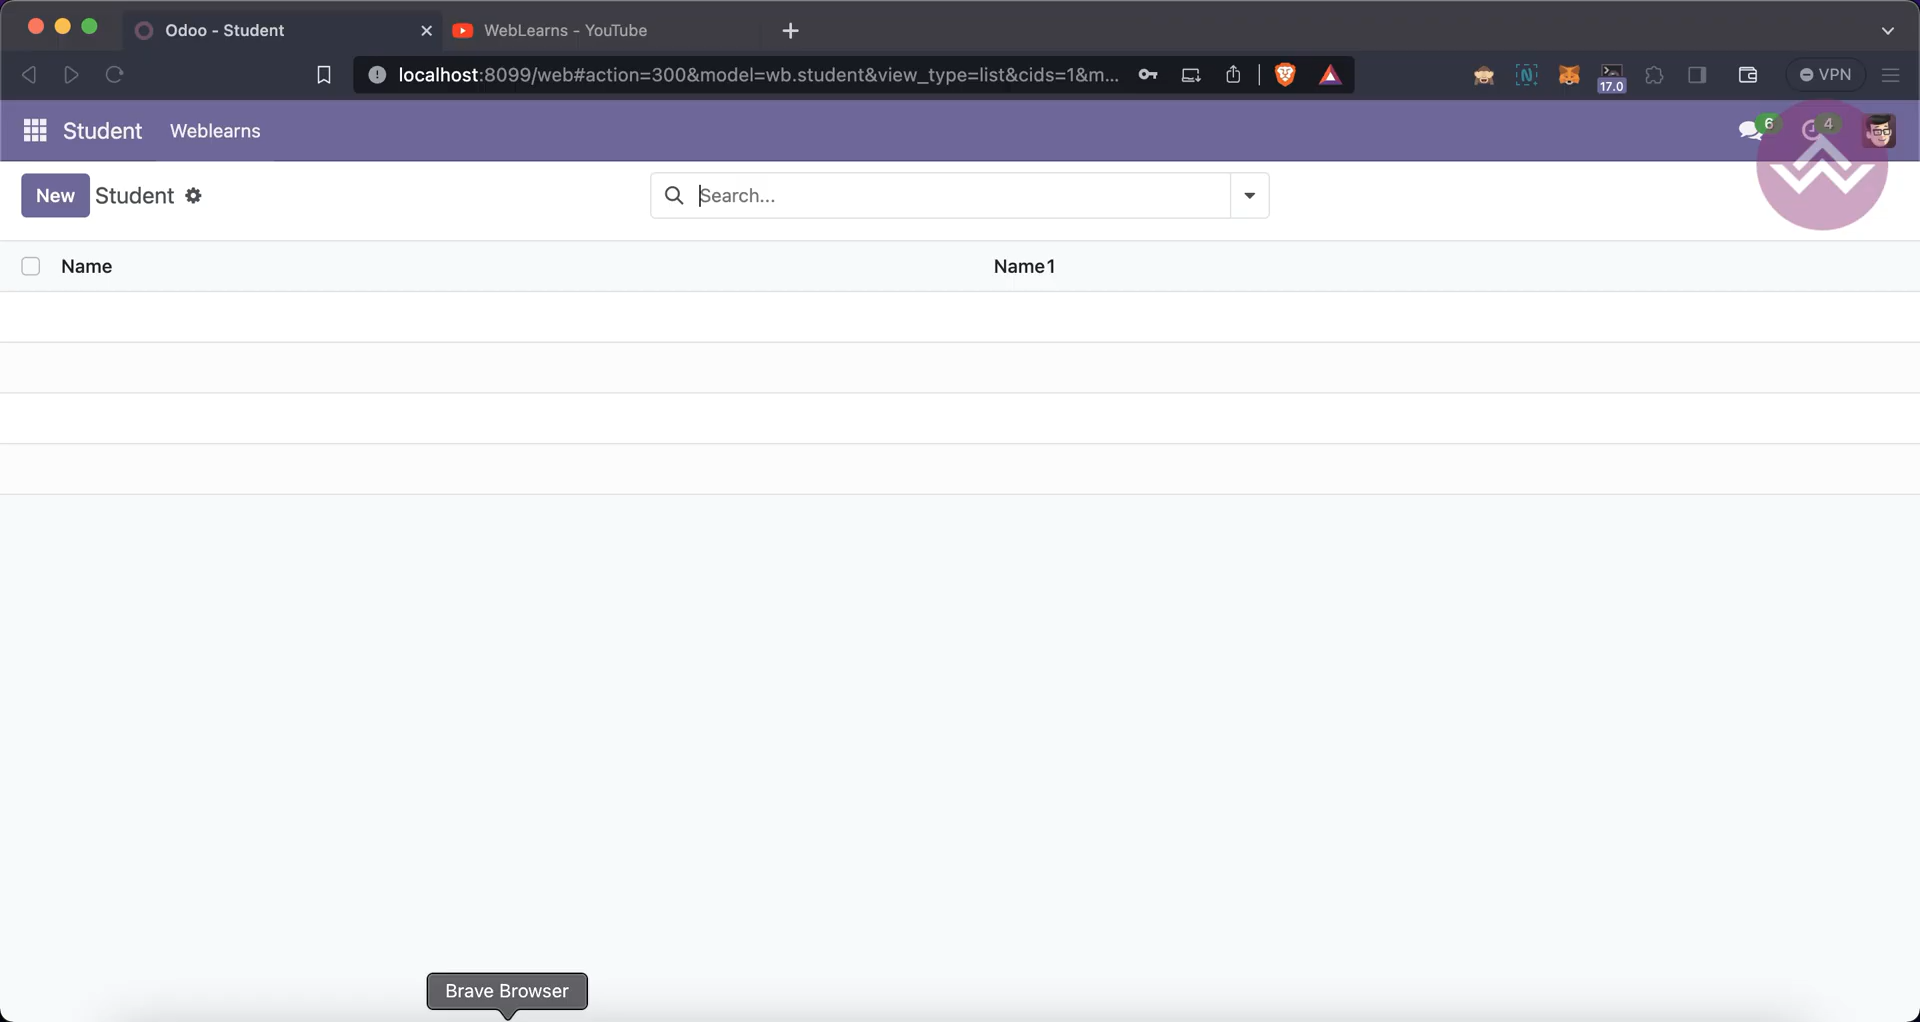 Odoo - Student
WebLearns - YouTube
localhost:8099/web#action=300&model=wb.student&view_type=list&cids=1&m...
17.0
VPN
Student
Weblearns
6
4
New
Student
Search...
Name
Name1
Brave Browser